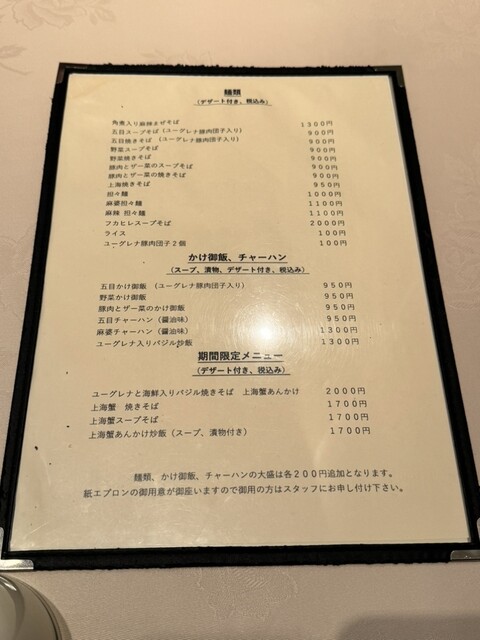 麺類
(デザート付き、税込み)
角煮入り麻辣まぜそば 1300円
五目スープそば(ユーグレナ豚肉団子入り) 900円
五目焼きそば (ユーグレナ豚肉団子入り) 900円
野菜スープそば 900円
野菜焼きそば 900円
豚肉とザー菜のスープそば 900円
豚肉とザー菜の焼きそば 900円
上海焼きそば 950円
担々麺 1000円
麻婆担々麺 1100円
麻辣 担々麺 1100円
フカヒレスープそば 2000円
ライス 100円
ユーグレナ豚肉団子2個 100円
かけ御飯、チャーハン
(スープ、漬物、デザート付き、税込み)
五目かけ御飯 (ユーグレナ豚肉団子入り) 950円
野菜かけ御飯 950円
豚肉とザー菜のかけ御飯 950円
五目チャーハン(醤油味) 950円
麻婆チャーハン(醤油味) 1300円
ユーグレナ入りバジル炒飯 1300円
期間限定メニュー
(デザート付き、税込み)
ユーグレナと海鮮入りバジル焼きそば 上海蟹あんかけ 2000円
上海蟹 焼きそば 1700円
上海蟹スープそば 1700円
上海蟹あんかけ炒飯(スープ、漬物付き) 1700円
麺類、かけ御飯、チャーハンの大盛は各200円追加となります。
紙エプロンの御用意が御座いますので御用の方はスタッフにお申し付け下さい。